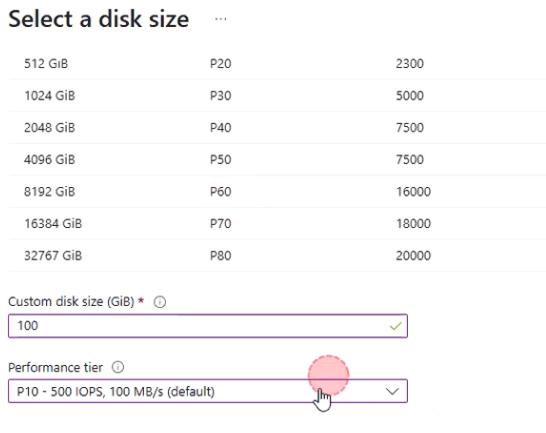 Select a disk size ...
512 GiB P20 2300
1024 GiB P30 5000
2048 GiB P40 7500
4096 GiB P50 7500
8192 GiB P60 16000
16384 GiB P70 18000
32767 GiB P80 20000
Custom disk size (GiB) *
100
Performance tier
P10 - 500 IOPS, 100 MB/s (default)